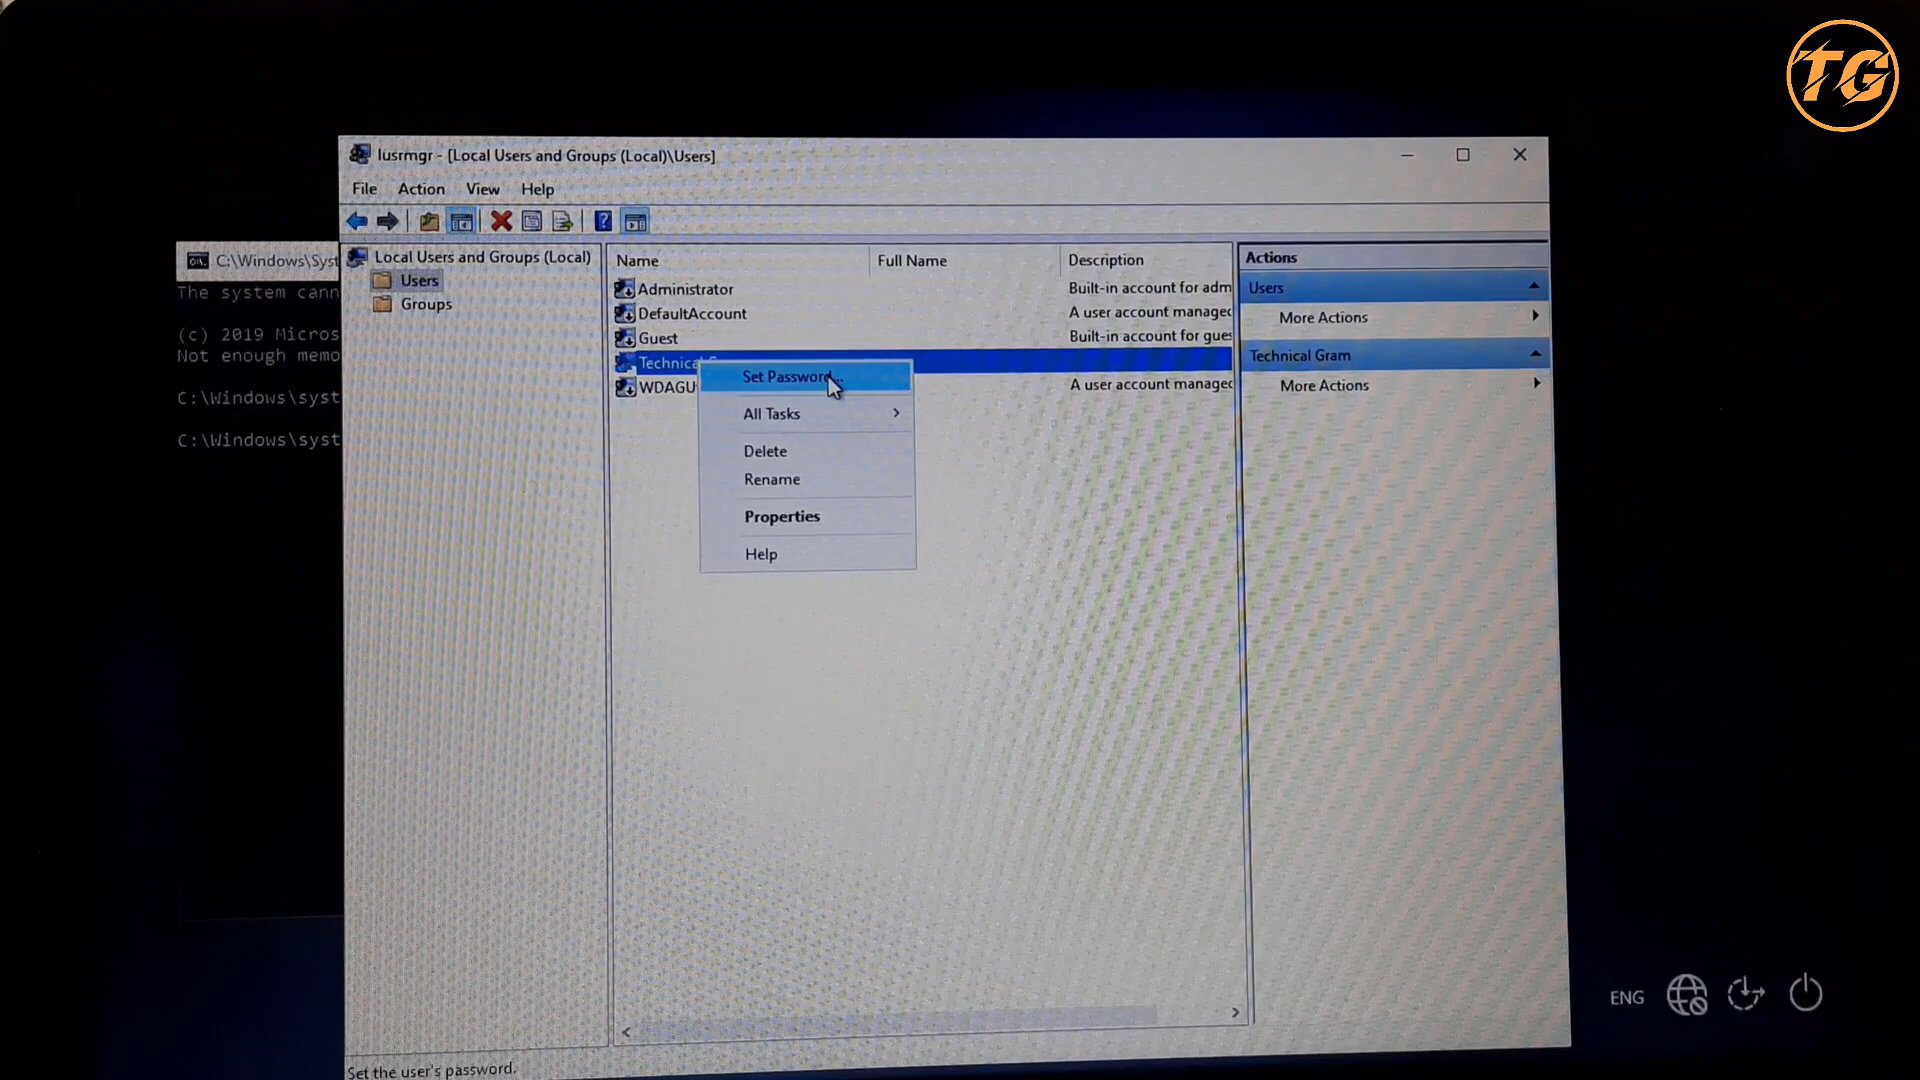 TG
lusrmgr - [Local Users and Groups (Local)\Users]
File Action View Help
C:\Windows\Syst
The system cann
(c) 2019 Micros
Not enough memo
C:\Windows\syst
C:\Windows\syst
Local Users and Groups (Local)
Users
Groups
Name Full Name Description
Administrator Built-in account for adm
DefaultAccount A user account managed
Guest Built-in account for gues
Technical
WDAGU A user account managed
Set Password...
All Tasks
Delete
Rename
Properties
Help
Actions
Users
More Actions
Technical Gram
More Actions
ENG
Set the user's password.